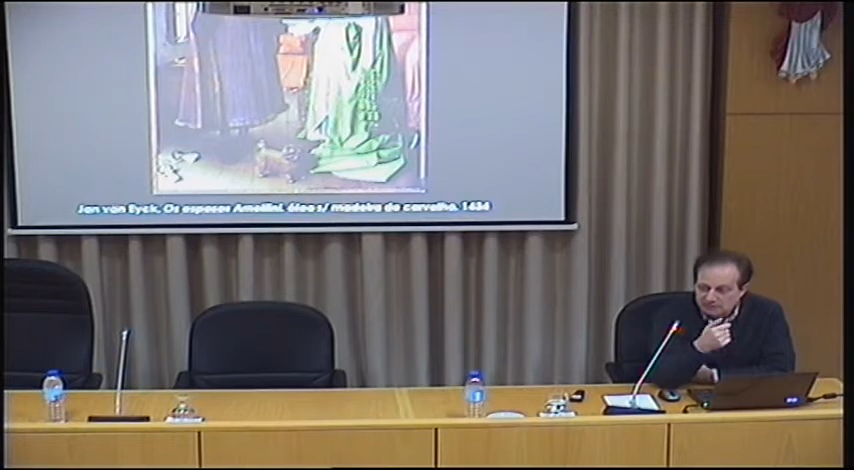 Jan van Eyck, Os esposos Arnolfini, óleo s/ madeira de carvalho, 1434